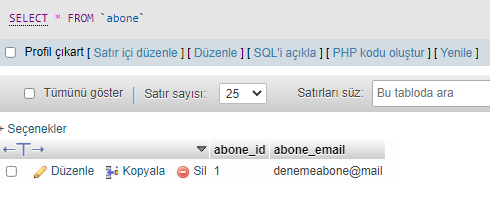 SELECT * FROM `abone`
Profil çıkart [ Satır içi düzenle ] [ Düzenle ] [ SQL'i açıkla ] [ PHP kodu oluştur ] [ Yenile ]
Tümünü göster Satır sayısı: 25 Satırları süz: Bu tabloda ara
+ Seçenekler
←T→ abone_id abone_email
Düzenle Kopyala Sil 1 denemeabone@mail